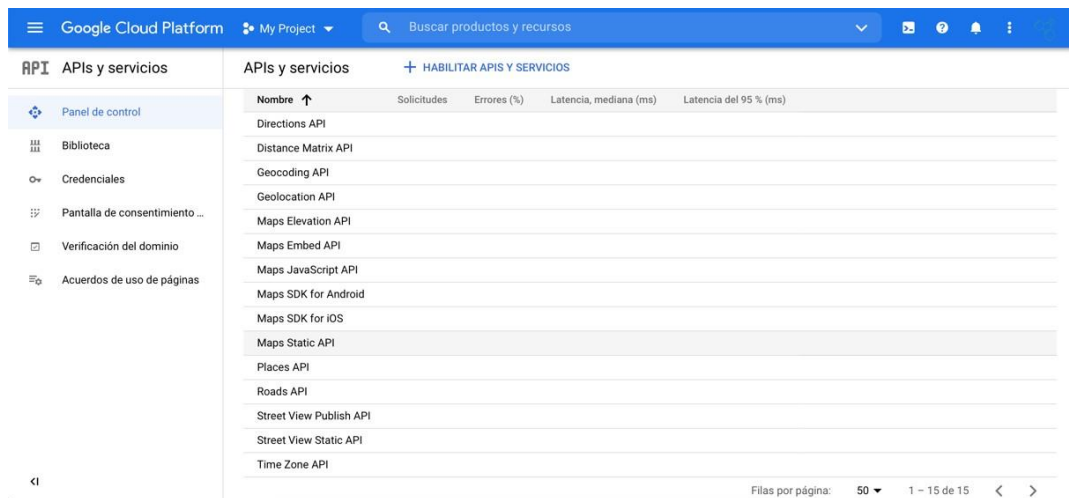 Google Cloud Platform My Project Buscar productos y recursos
API APIs y servicios APIs y servicios + HABILITAR APIS Y SERVICIOS
Panel de control
Biblioteca
Credenciales
Pantalla de consentimiento ...
Verificación del dominio
Acuerdos de uso de páginas
Nombre Solicitudes Errores (%) Latencia, mediana (ms) Latencia del 95 % (ms)
Directions API
Distance Matrix API
Geocoding API
Geolocation API
Maps Elevation API
Maps Embed API
Maps JavaScript API
Maps SDK for Android
Maps SDK for iOS
Maps Static API
Places API
Roads API
Street View Publish API
Street View Static API
Time Zone API
Filas por página: 50 1 – 15 de 15